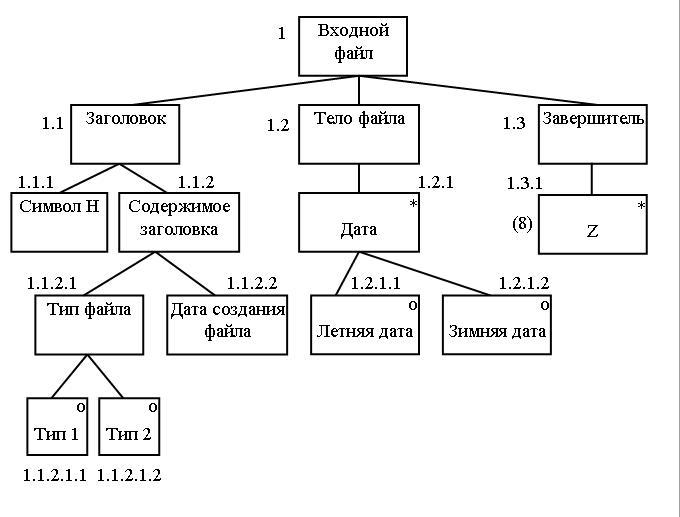 1
Входной
файл
1.1
Заголовок
1.2
Тело файла
1.3
Завершитель
1.1.1
Символ H
1.1.2
Содержимое
заголовка
1.2.1
*
Дата
1.3.1
(8)
*
Z
1.1.2.1
Тип файла
1.1.2.2
Дата создания
файла
1.2.1.1
o
Летняя дата
1.2.1.2
o
Зимняя дата
o
Тип 1
o
Тип 2
1.1.2.1.1
1.1.2.1.2